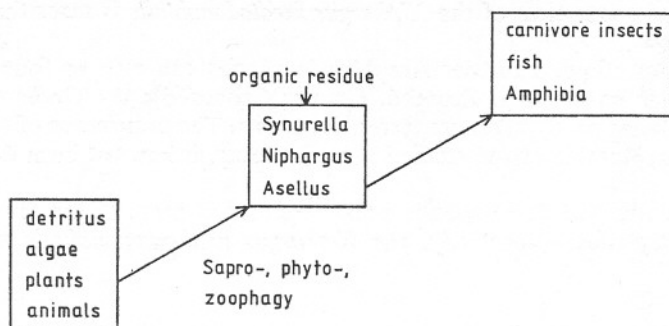 carnivore insects
fish
Amphibia
organic residue
Synurella
Niphargus
Asellus
detritus
algae
plants
animals
Sapro-, phyto-,
zoophagy